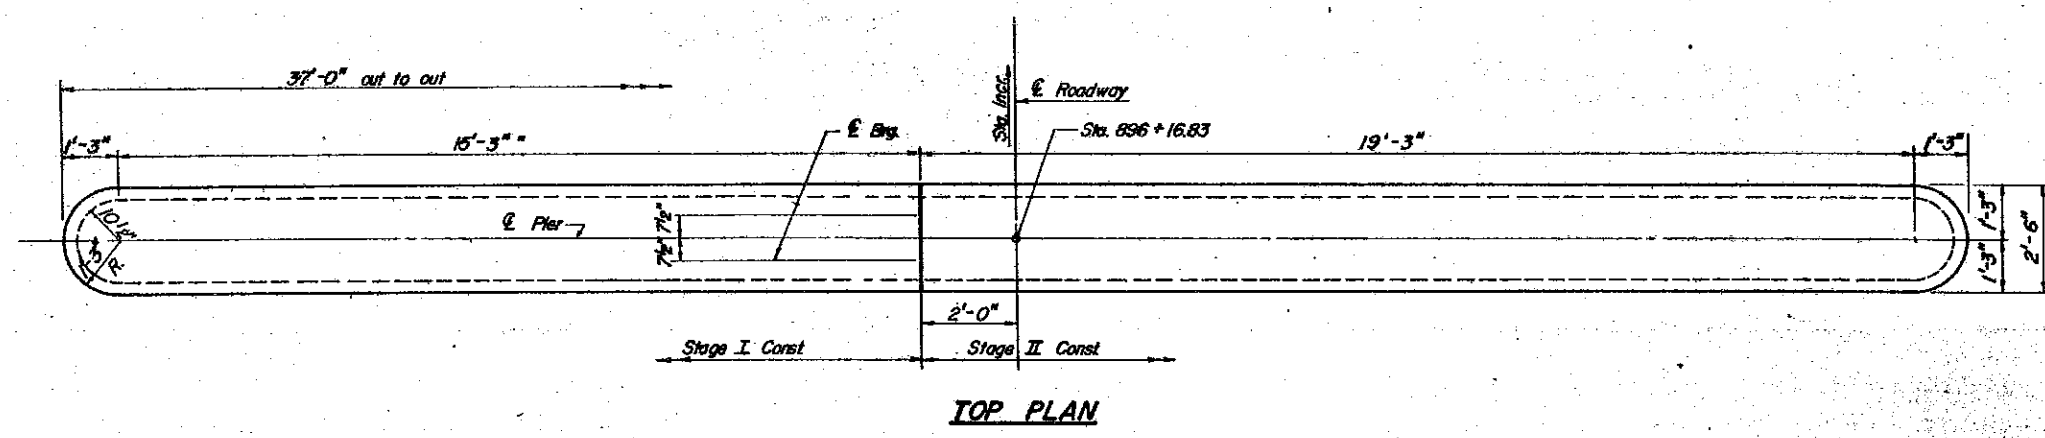 37'-0" out to out
Sta. Incr.
℄ Roadway
1'-3"
15'-3"
℄ Brg.
Sta. 896+16.83
19'-3"
1'-3"
10½"
R.
℄ Pier
7½" 7½"
1'-3" 1'-3"
2'-6"
2'-0"
Stage I Const
Stage II Const
TOP PLAN